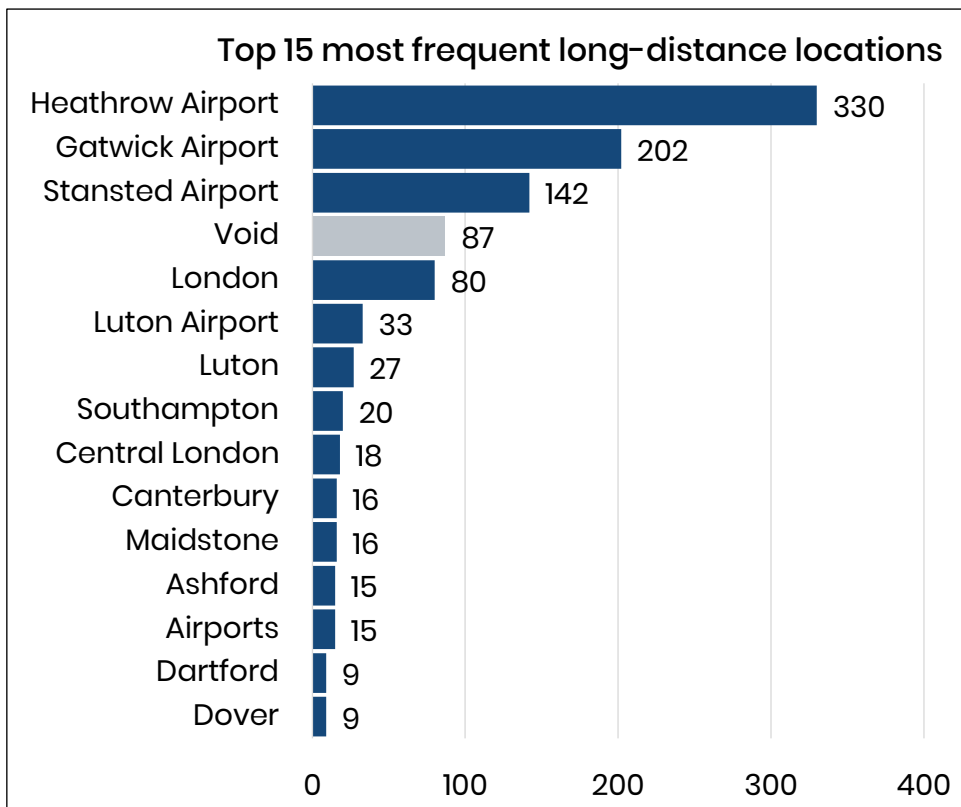 Top 15 most frequent long-distance locations
Heathrow Airport 330
Gatwick Airport 202
Stansted Airport 142
Void 87
London 80
Luton Airport 33
Luton 27
Southampton 20
Central London 18
Canterbury 16
Maidstone 16
Ashford 15
Airports 15
Dartford 9
Dover 9
0 100 200 300 400